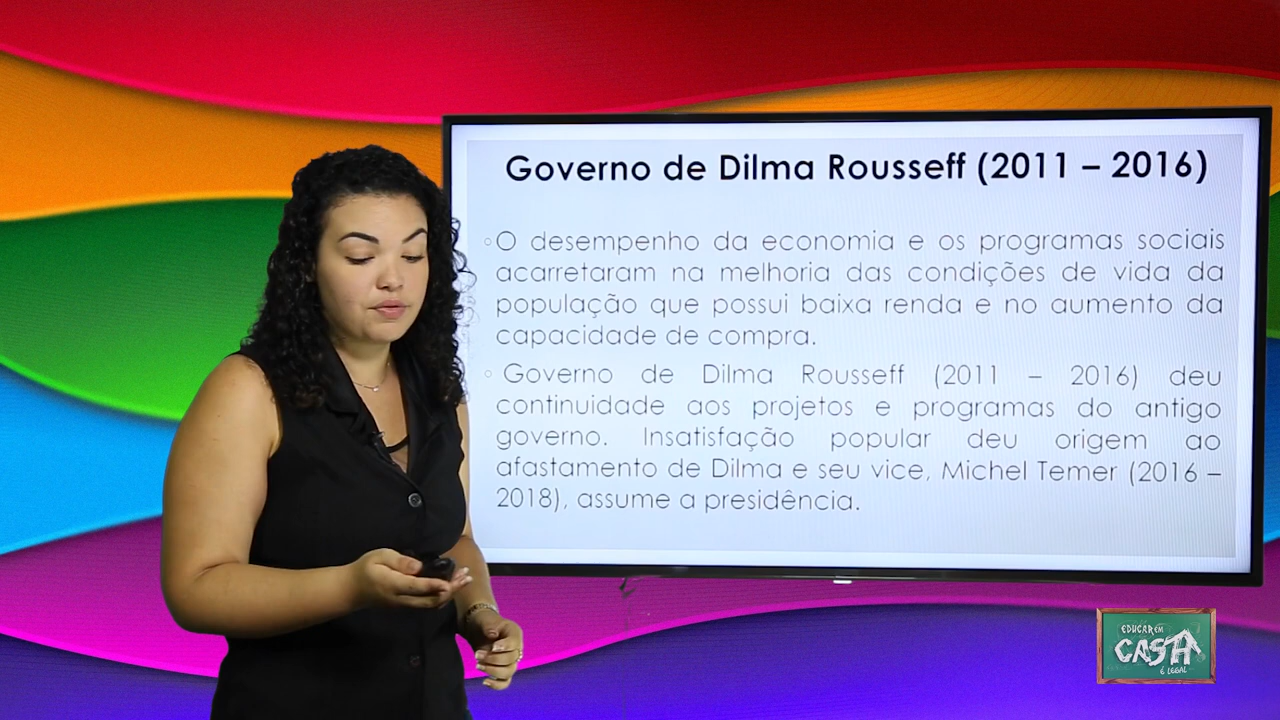 Governo de Dilma Rousseff (2011 – 2016)
◦O desempenho da economia e os programas sociais
acarretaram na melhoria das condições de vida da
população que possui baixa renda e no aumento da
capacidade de compra.
◦ Governo de Dilma Rousseff (2011 – 2016) deu
continuidade aos projetos e programas do antigo
governo. Insatisfação popular deu origem ao
afastamento de Dilma e seu vice, Michel Temer (2016 –
2018), assume a presidência.
EDUCAR EM
CASA
É LEGAL